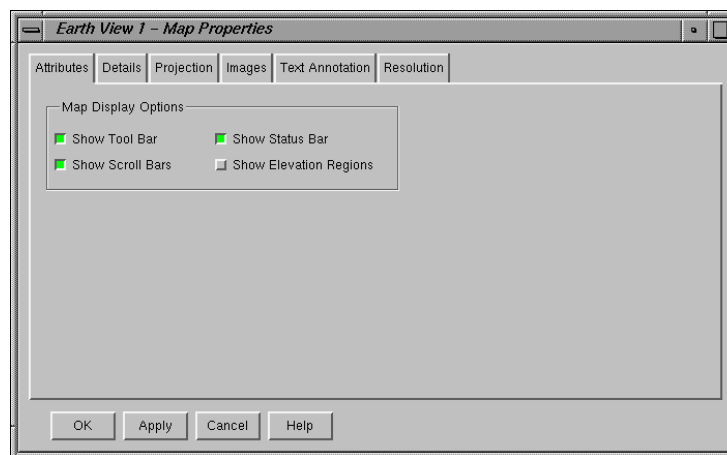 Earth View 1 – Map Properties
Attributes Details Projection Images Text Annotation Resolution
Map Display Options
Show Tool Bar Show Status Bar
Show Scroll Bars Show Elevation Regions
OK Apply Cancel Help